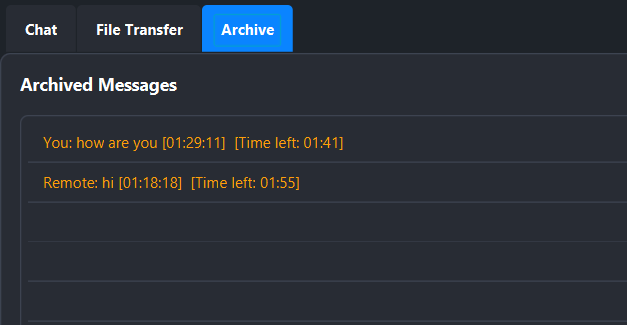 Chat
File Transfer
Archive
Archived Messages
You: how are you [01:29:11] [Time left: 01:41]
Remote: hi [01:18:18] [Time left: 01:55]